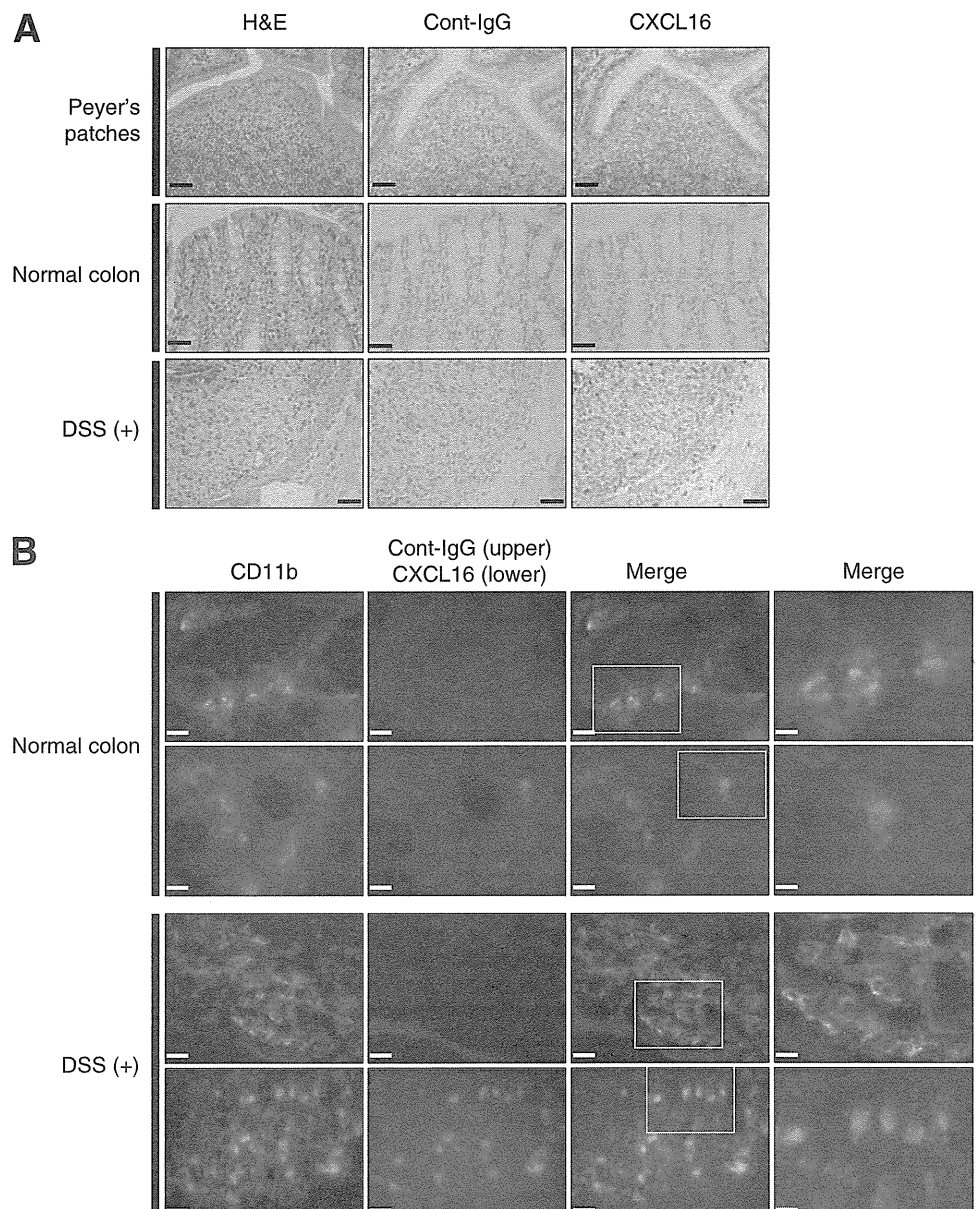 A
H&E
Cont-IgG
CXCL16
Peyer's
patches
Normal colon
DSS (+)
B
CD11b
Cont-IgG (upper)
CXCL16 (lower)
Merge
Merge
Normal colon
DSS (+)